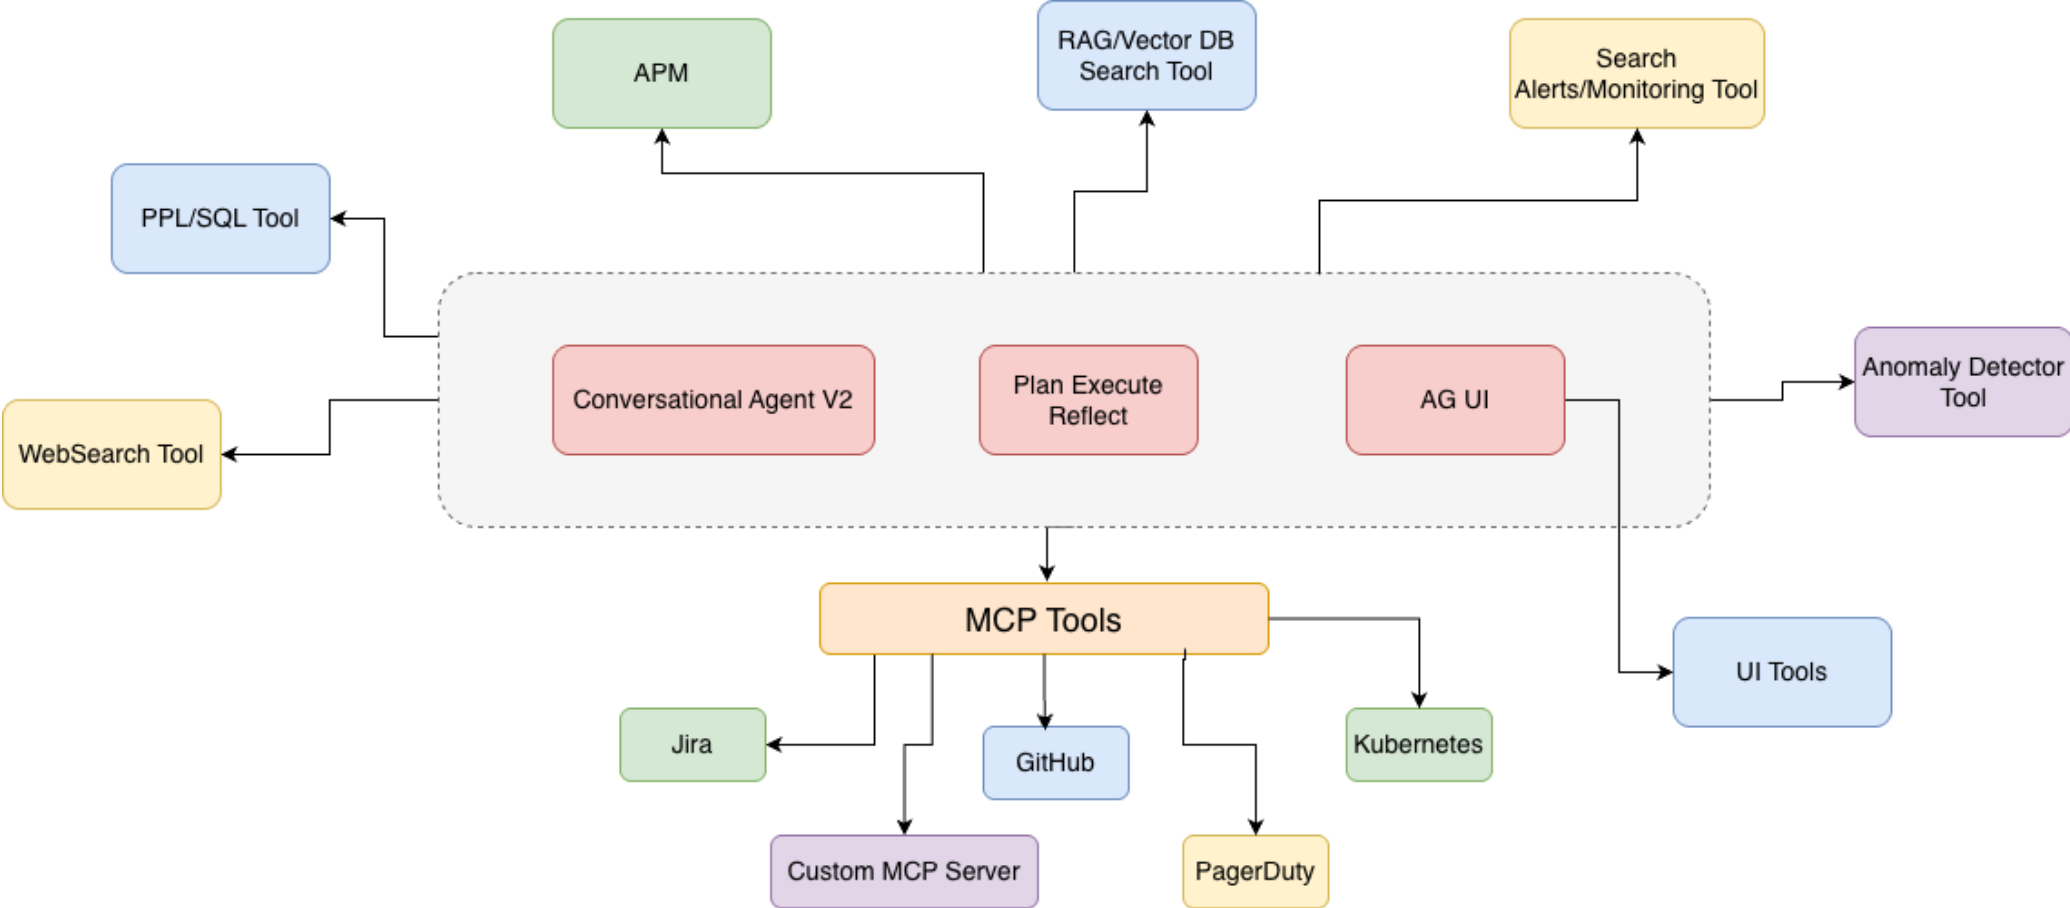 APM
RAG/Vector DB
Search Tool
Search
Alerts/Monitoring Tool
PPL/SQL Tool
WebSearch Tool
Conversational Agent V2
Plan Execute
Reflect
AG UI
Anomaly Detector
Tool
MCP Tools
UI Tools
Jira
GitHub
Kubernetes
Custom MCP Server
PagerDuty